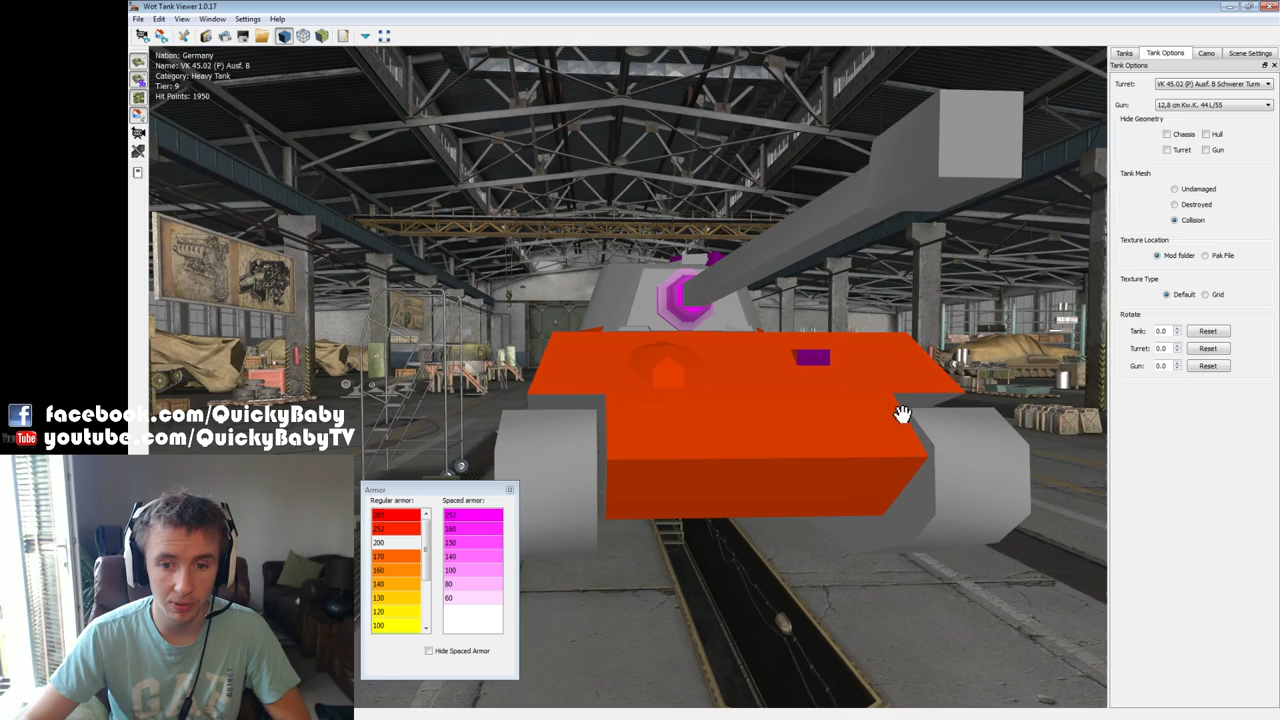 Wot Tank Viewer 1.0.17
File Edit View Window Settings Help
Nation: Germany
Name: VK 45.02 (P) Ausf. B
Category: Heavy Tank
Tier: 9
Hit Points: 1950
Tanks Tank Options Camo Scene Settings
Tank Options
Turret: VK 45.02 (P) Ausf. B Schwerer Turm
Gun: 12,8 cm Kw.K. 44 L/55
Hide Geometry
Chassis Hull
Turret Gun
Tank Mesh
Undamaged
Destroyed
Collision
Texture Location
Mod folder Pak File
Texture Type
Default Grid
Rotate
Tank: 0.0 Reset
Turret: 0.0 Reset
Gun: 0.0 Reset
facebook.com/QuickyBaby
You Tube youtube.com/QuickyBabyTV
Armor
Regular armor: Spaced armor:
252
252 160
200 150
170 140
160 100
140 80
130 60
120
100
Hide Spaced Armor